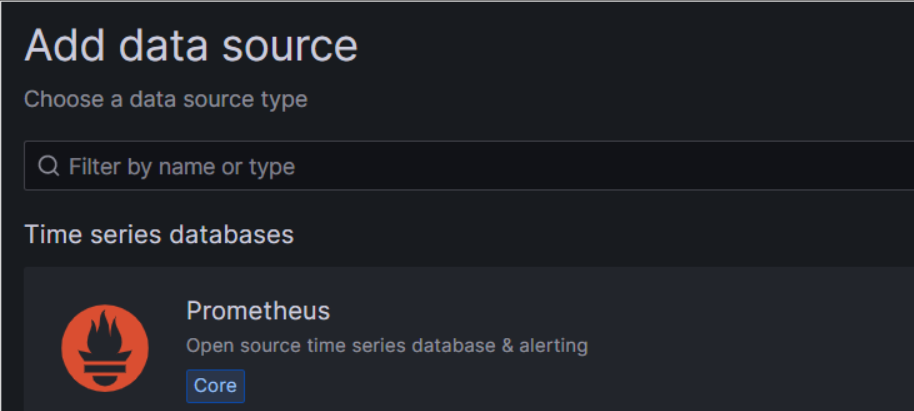 Add data source
Choose a data source type
Filter by name or type
Time series databases
Prometheus
Open source time series database & alerting
Core